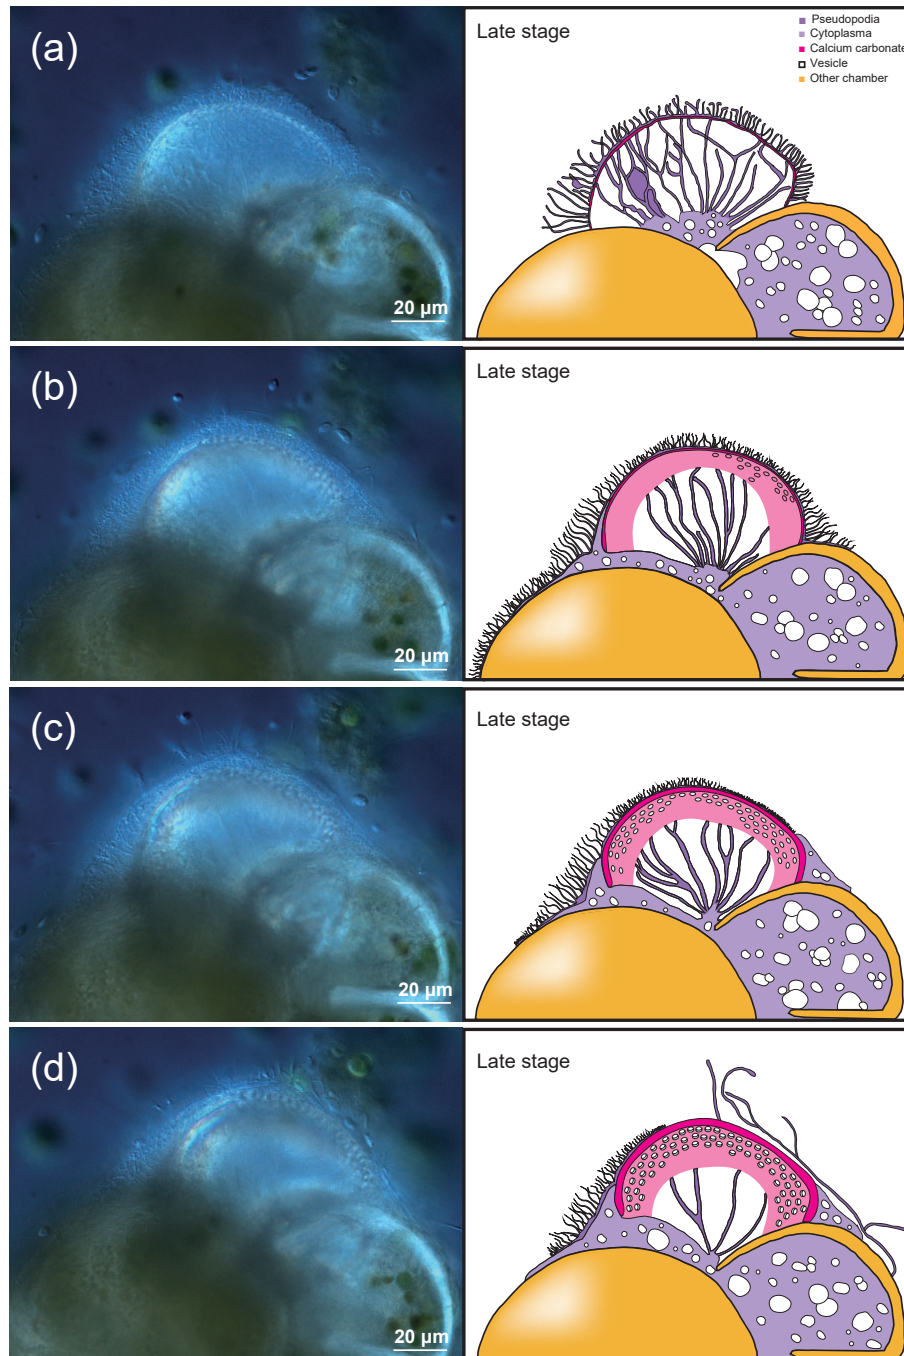 (a)
Late stage
Pseudopodia
Cytoplasma
Calcium carbonate
Vesicle
Other chamber
20 µm
(b)
Late stage
20 µm
(c)
Late stage
20 µm
(d)
Late stage
20 µm